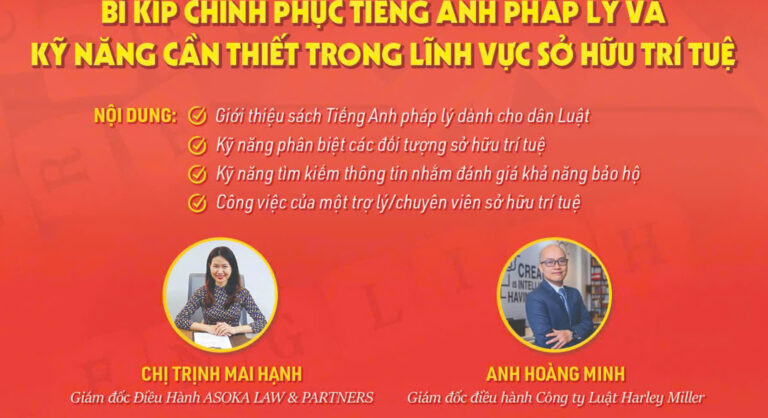 BÍ KÍP CHINH PHỤC TIẾNG ANH PHÁP LÝ VÀ
KỸ NĂNG CẦN THIẾT TRONG LĨNH VỰC SỞ HỮU TRÍ TUỆ
NỘI DUNG:
Giới thiệu sách Tiếng Anh pháp lý dành cho dân Luật
Kỹ năng phân biệt các đối tượng sở hữu trí tuệ
Kỹ năng tìm kiếm thông tin nhằm đánh giá khả năng bảo hộ
Công việc của một trợ lý/chuyên viên sở hữu trí tuệ
CREA
IS INTELLI
HAVIN
CHỊ TRỊNH MAI HẠNH
Giám đốc Điều Hành ASOKA LAW & PARTNERS
ANH HOÀNG MINH
Giám đốc điều hành Công ty Luật Harley Miller